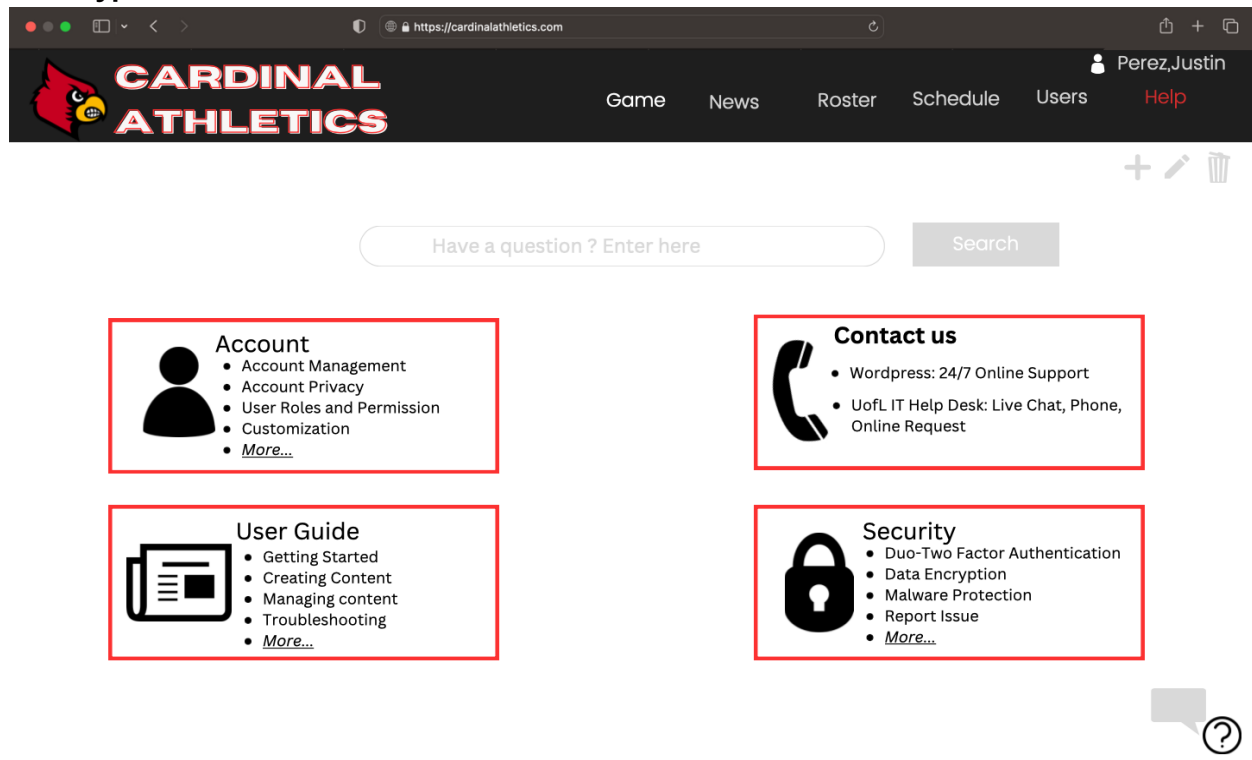 https://cardinalathletics.com
Perez,Justin
CARDINAL
ATHLETICS
Game News Roster Schedule Users Help
Have a question ? Enter here
Search
Account
• Account Management
• Account Privacy
• User Roles and Permission
• Customization
• More...
Contact us
• Wordpress: 24/7 Online Support
• UofL IT Help Desk: Live Chat, Phone,
Online Request
User Guide
• Getting Started
• Creating Content
• Managing content
• Troubleshooting
• More...
Security
• Duo-Two Factor Authentication
• Data Encryption
• Malware Protection
• Report Issue
• More...
?